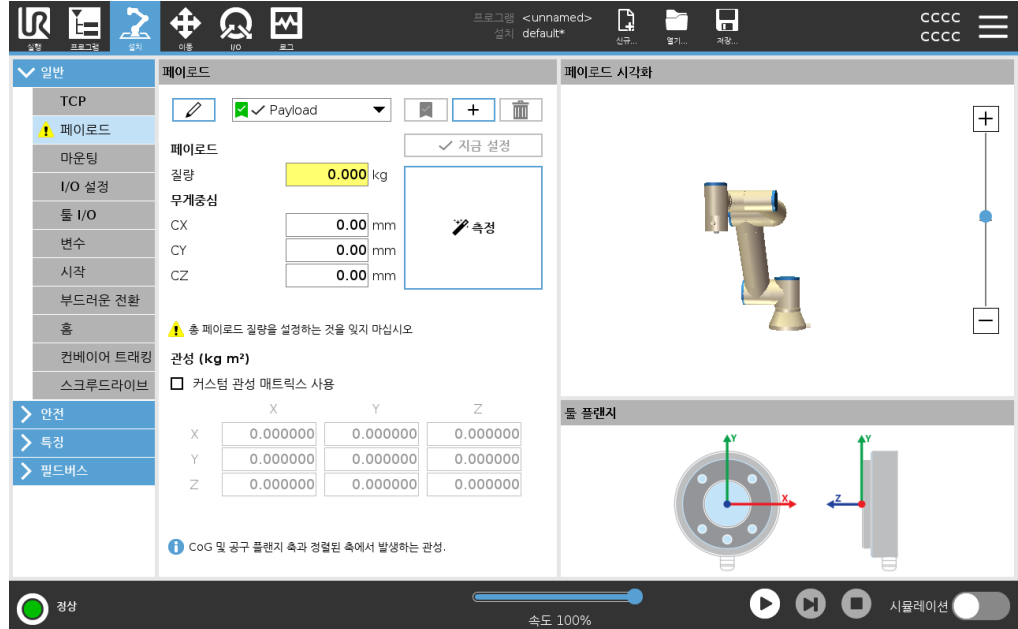 UR
실행
프로그램
설치
이동
I/O
로그
프로그램 <unnamed>
설치 default*
신규...
열기...
저장...
CCCC
CCCC
일반
TCP
페이로드
마운팅
I/O 설정
툴 I/O
변수
시작
부드러운 전환
홈
컨베이어 트래킹
스크루드라이브
안전
특징
필드버스
페이로드
Payload
지금 설정
페이로드
질량 0.000 kg
무게중심
CX 0.00 mm
CY 0.00 mm
CZ 0.00 mm
측정
총 페이로드 질량을 설정하는 것을 잊지 마십시오
관성 (kg m²)
커스텀 관성 매트릭스 사용
X Y Z
X 0.000000 0.000000 0.000000
Y 0.000000 0.000000 0.000000
Z 0.000000 0.000000 0.000000
CoG 및 공구 플랜지 축과 정렬된 축에서 발생하는 관성.
페이로드 시각화
툴 플랜지
Y
X
Y
Z
정상
속도 100%
시뮬레이션